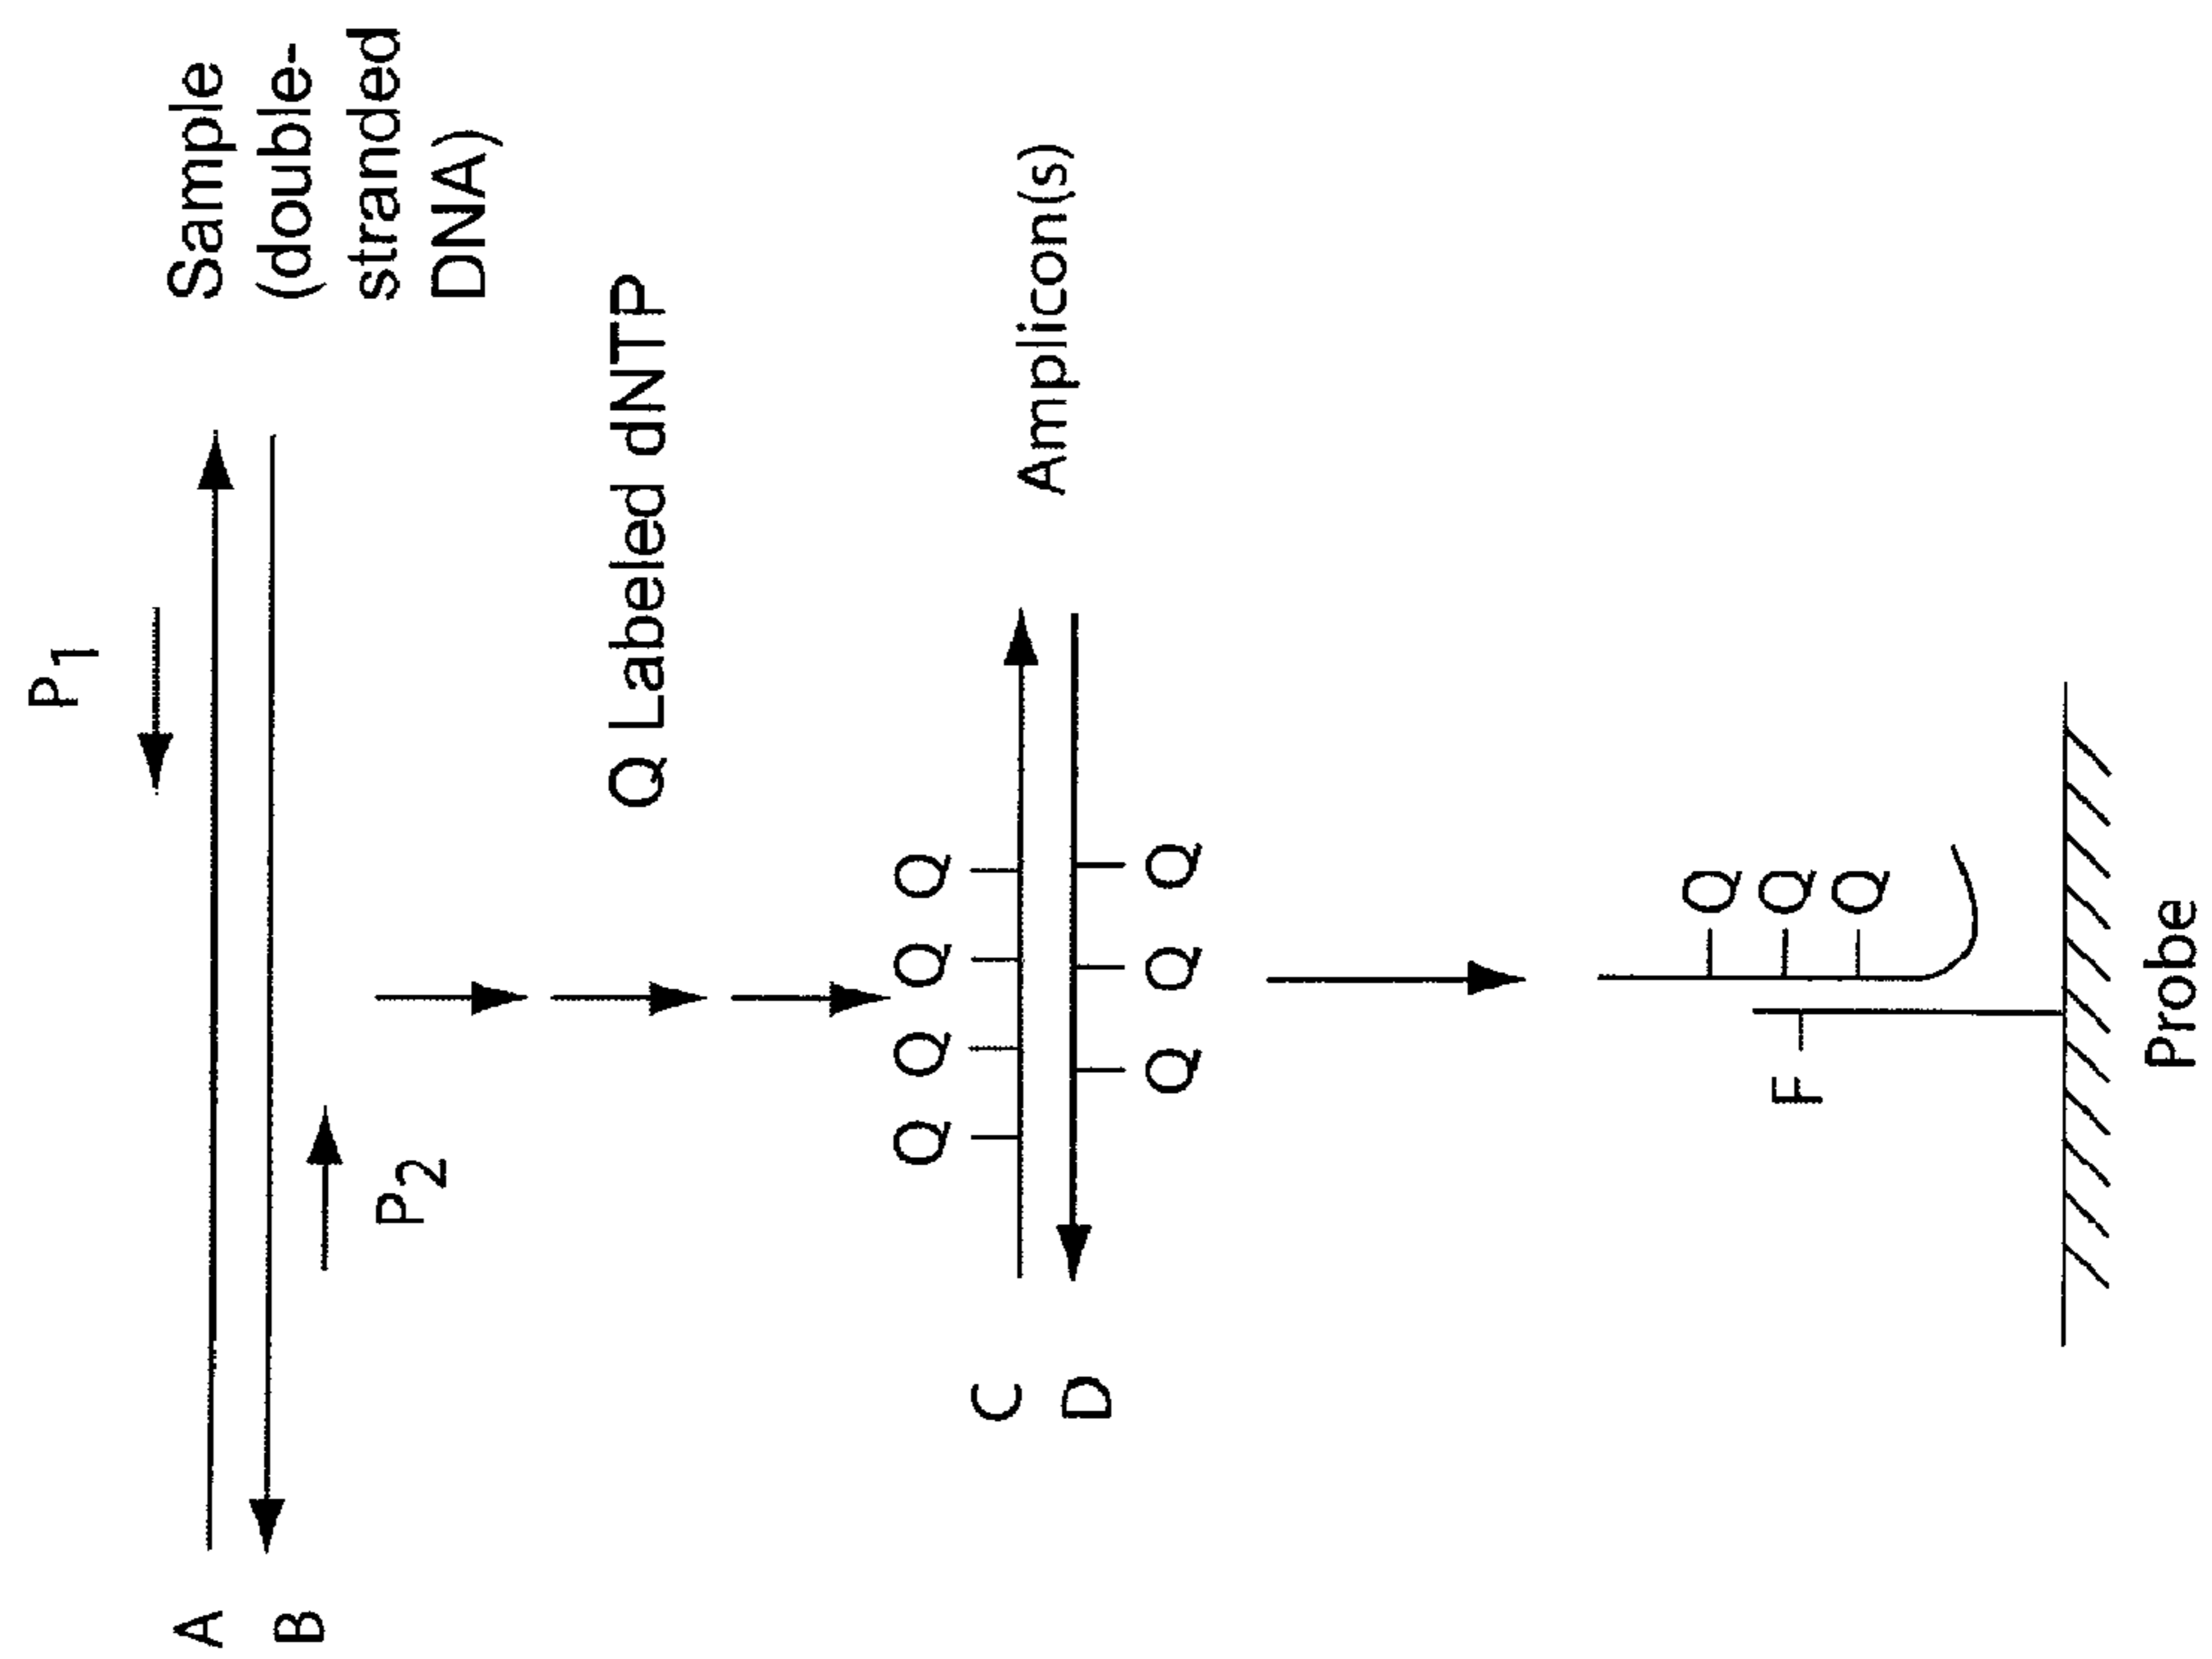 P1
A
Sample
(double-
stranded
DNA)
B
P2
Q Labeled dNTP
Q Q Q Q
C
Amplicon(s)
D
Q Q Q
Q
F
Q
Q
Probe